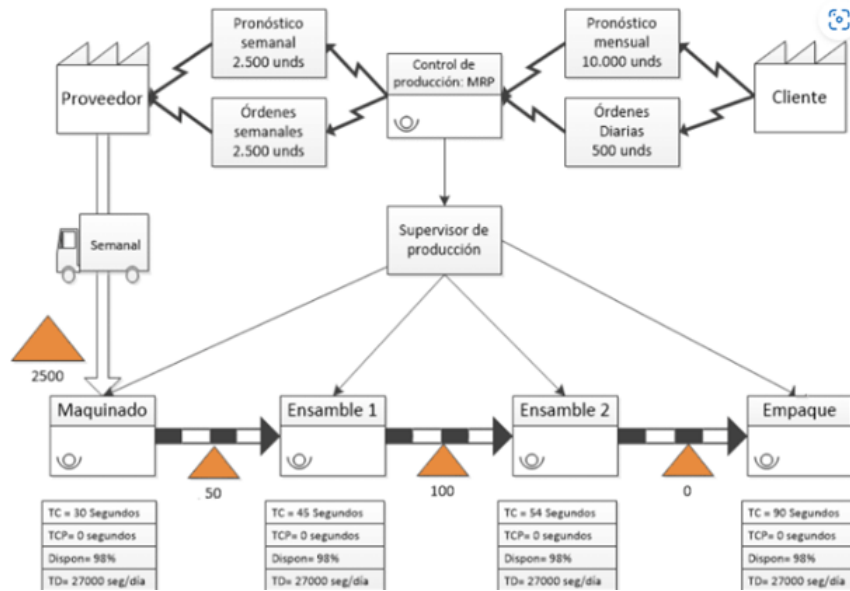 Pronóstico
semanal
2.500 unds
Control de
producción: MRP
Pronóstico
mensual
10.000 unds
Proveedor
Cliente
Órdenes
semanales
2.500 unds
Órdenes
Diarias
500 unds
Semanal
Supervisor de
producción
2500
Maquinado
Ensamble 1
Ensamble 2
Empaque
50
100
0
TC = 30 Segundos
TCP= 0 segundos
Dispon= 98%
TD= 27000 seg/día
TC = 45 Segundos
TCP= 0 segundos
Dispon= 98%
TD= 27000 seg/día
TC = 54 Segundos
TCP= 0 segundos
Dispon= 98%
TD= 27000 seg/día
TC = 90 Segundos
TCP= 0 segundos
Dispon= 98%
TD= 27000 seg/día